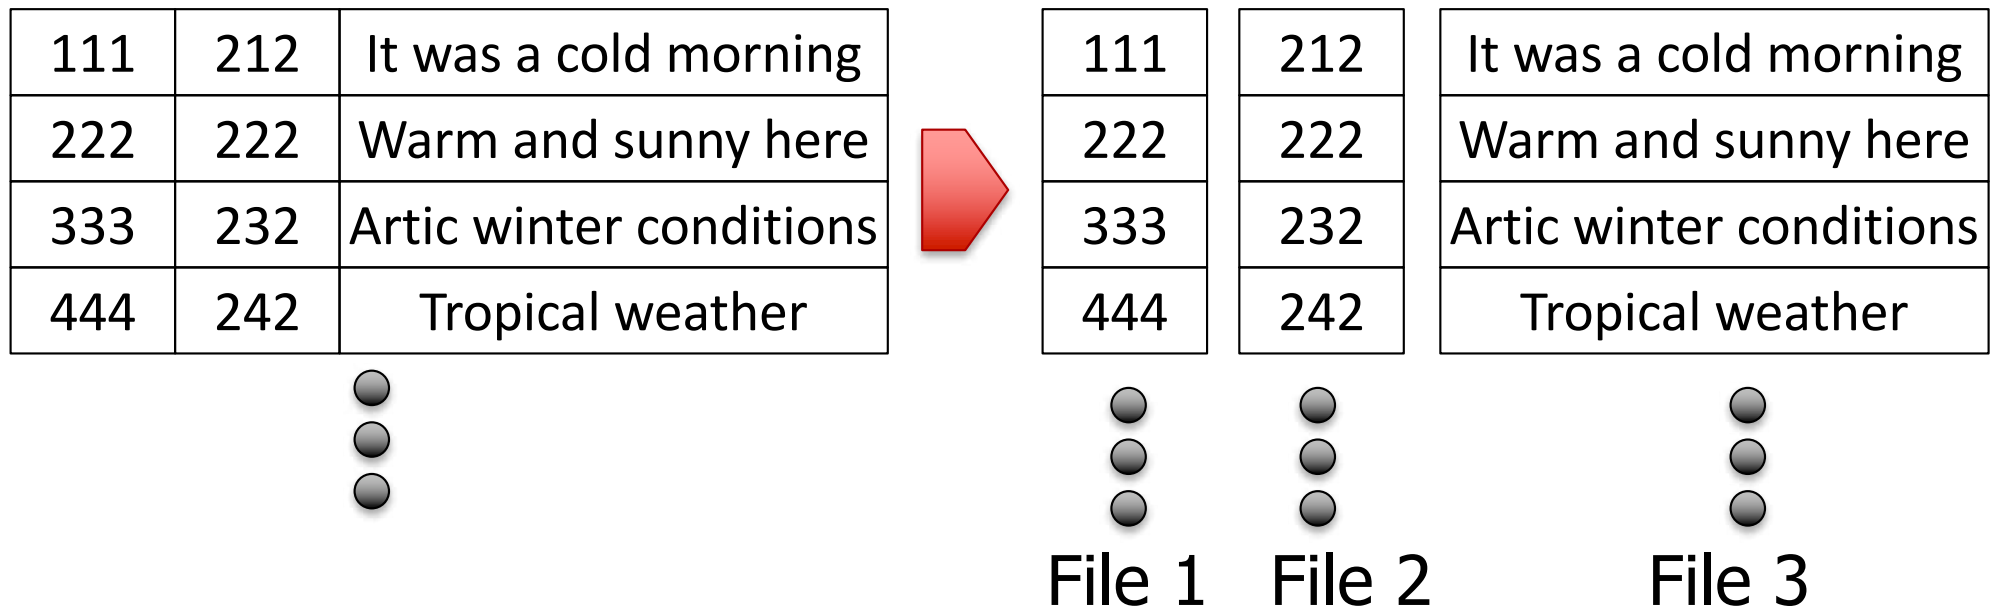 111 212 It was a cold morning
222 222 Warm and sunny here
333 232 Artic winter conditions
444 242 Tropical weather
111 212 It was a cold morning
222 222 Warm and sunny here
333 232 Artic winter conditions
444 242 Tropical weather
File 1 File 2 File 3